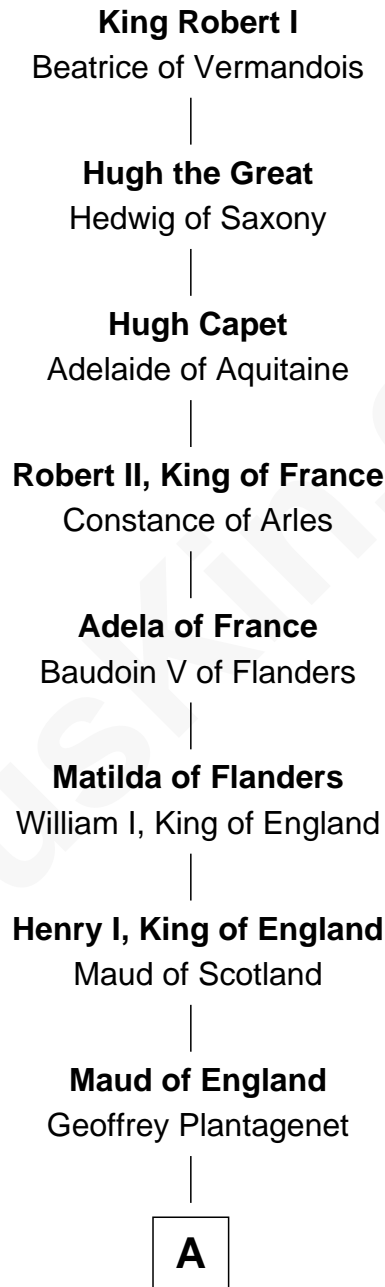 King Robert I
Beatrice of Vermandois
Hugh the Great
Hedwig of Saxony
Hugh Capet
Adelaide of Aquitaine
Robert II, King of France
Constance of Arles
Adela of France
Baudoin V of Flanders
Matilda of Flanders
William I, King of England
Henry I, King of England
Maud of Scotland
Maud of England
Geoffrey Plantagenet
A